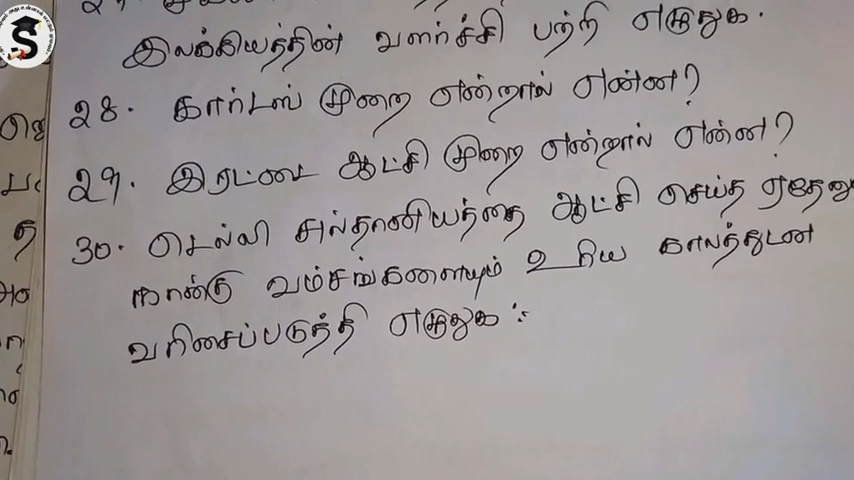 இலக்கியத்தின் வளர்ச்சி பற்றி எழுதுக.
28. கார்டஸ் முறை என்றால் என்ன?
29. இரட்டை ஆட்சி முறை என்றால் என்ன?
30. டெல்லி சுல்தானியத்தை ஆட்சி செய்த ஏதேனு
நான்கு வம்சங்களையும் உரிய காலத்துடன்
வரிசைப்படுத்தி எழுதுக: